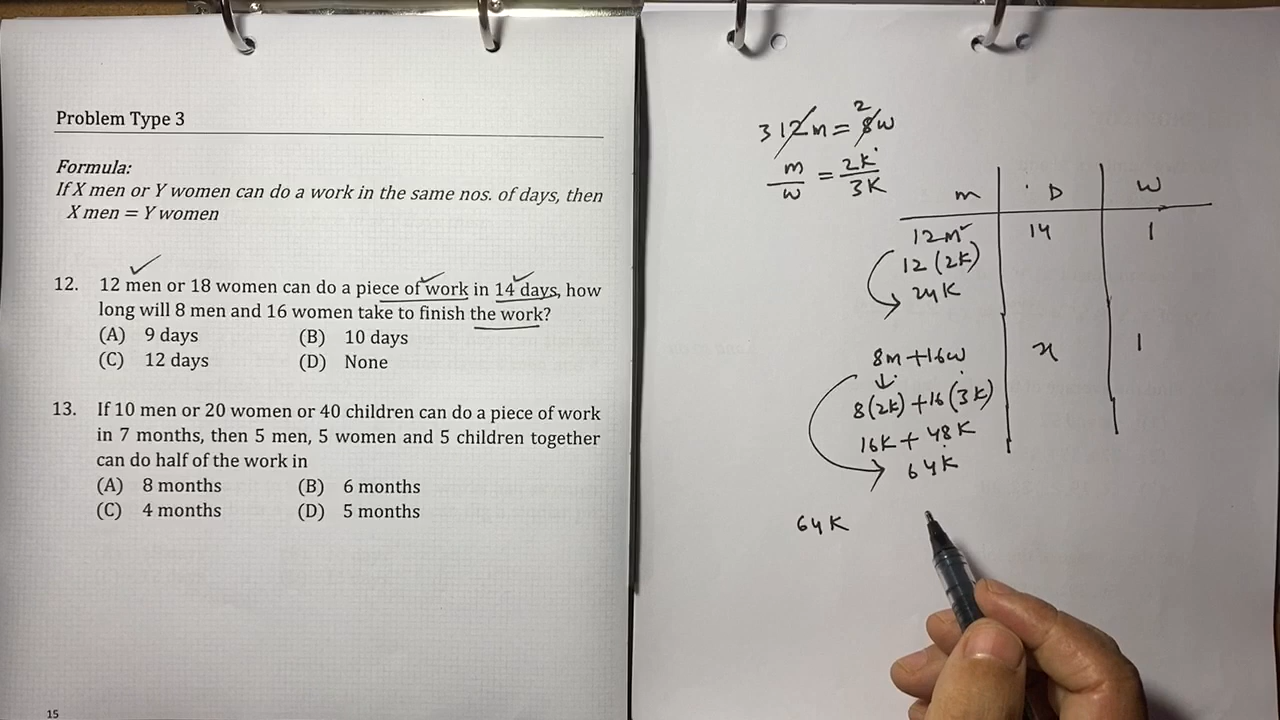 Problem Type 3
Formula:
If X men or Y women can do a work in the same nos. of days, then
X men = Y women
12. 12 men or 18 women can do a piece of work in 14 days, how
long will 8 men and 16 women take to finish the work?
(A) 9 days (B) 10 days
(C) 12 days (D) None
13. If 10 men or 20 women or 40 children can do a piece of work
in 7 months, then 5 men, 5 women and 5 children together
can do half of the work in
(A) 8 months (B) 6 months
(C) 4 months (D) 5 months
15
2
3 12m = 8w
m/w = 2K/3K
m D W
12m 14 1
12(2K)
24K
8m+16w x 1
8(2K)+16(3K)
16K+48K
64K
64K